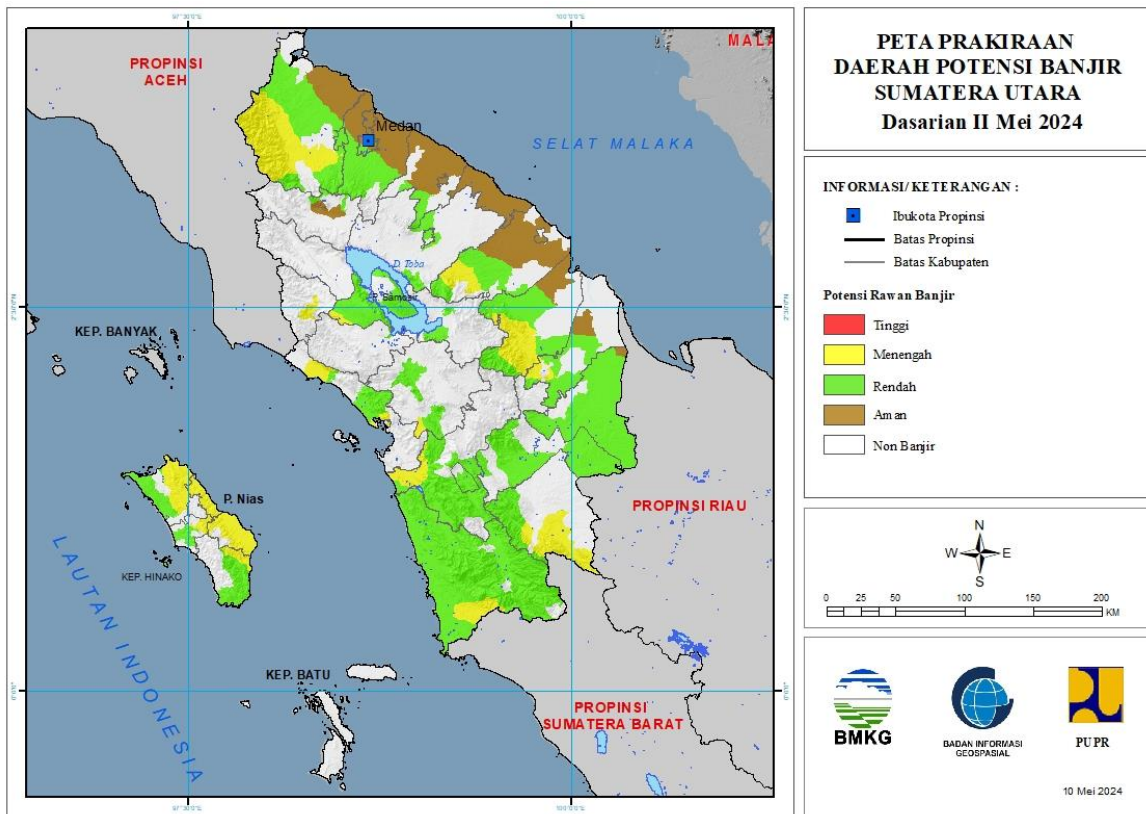 PETA PRAKIRAAN
DAERAH POTENSI BANJIR
SUMATERA UTARA
Dasarian II Mei 2024
INFORMASI/ KETERANGAN :
Ibukota Propinsi
Batas Propinsi
Batas Kabupaten
Potensi Rawan Banjir
Tinggi
Menengah
Rendah
Aman
Non Banjir
N
W E
S
0 50 100 150 200
KM
BMKG
BADAN INFORMASI
GEOSPASIAL
PUPR
10 Mei 2024
PROPINSI
ACEH
Medan
SELAT MALAKA
D. Toba
KEP. BANYAK
P. Nias
KEP. HINAKO
PROPINSI RIAU
LAUTAN INDONESIA
KEP. BATU
PROPINSI
SUMATERA BARAT